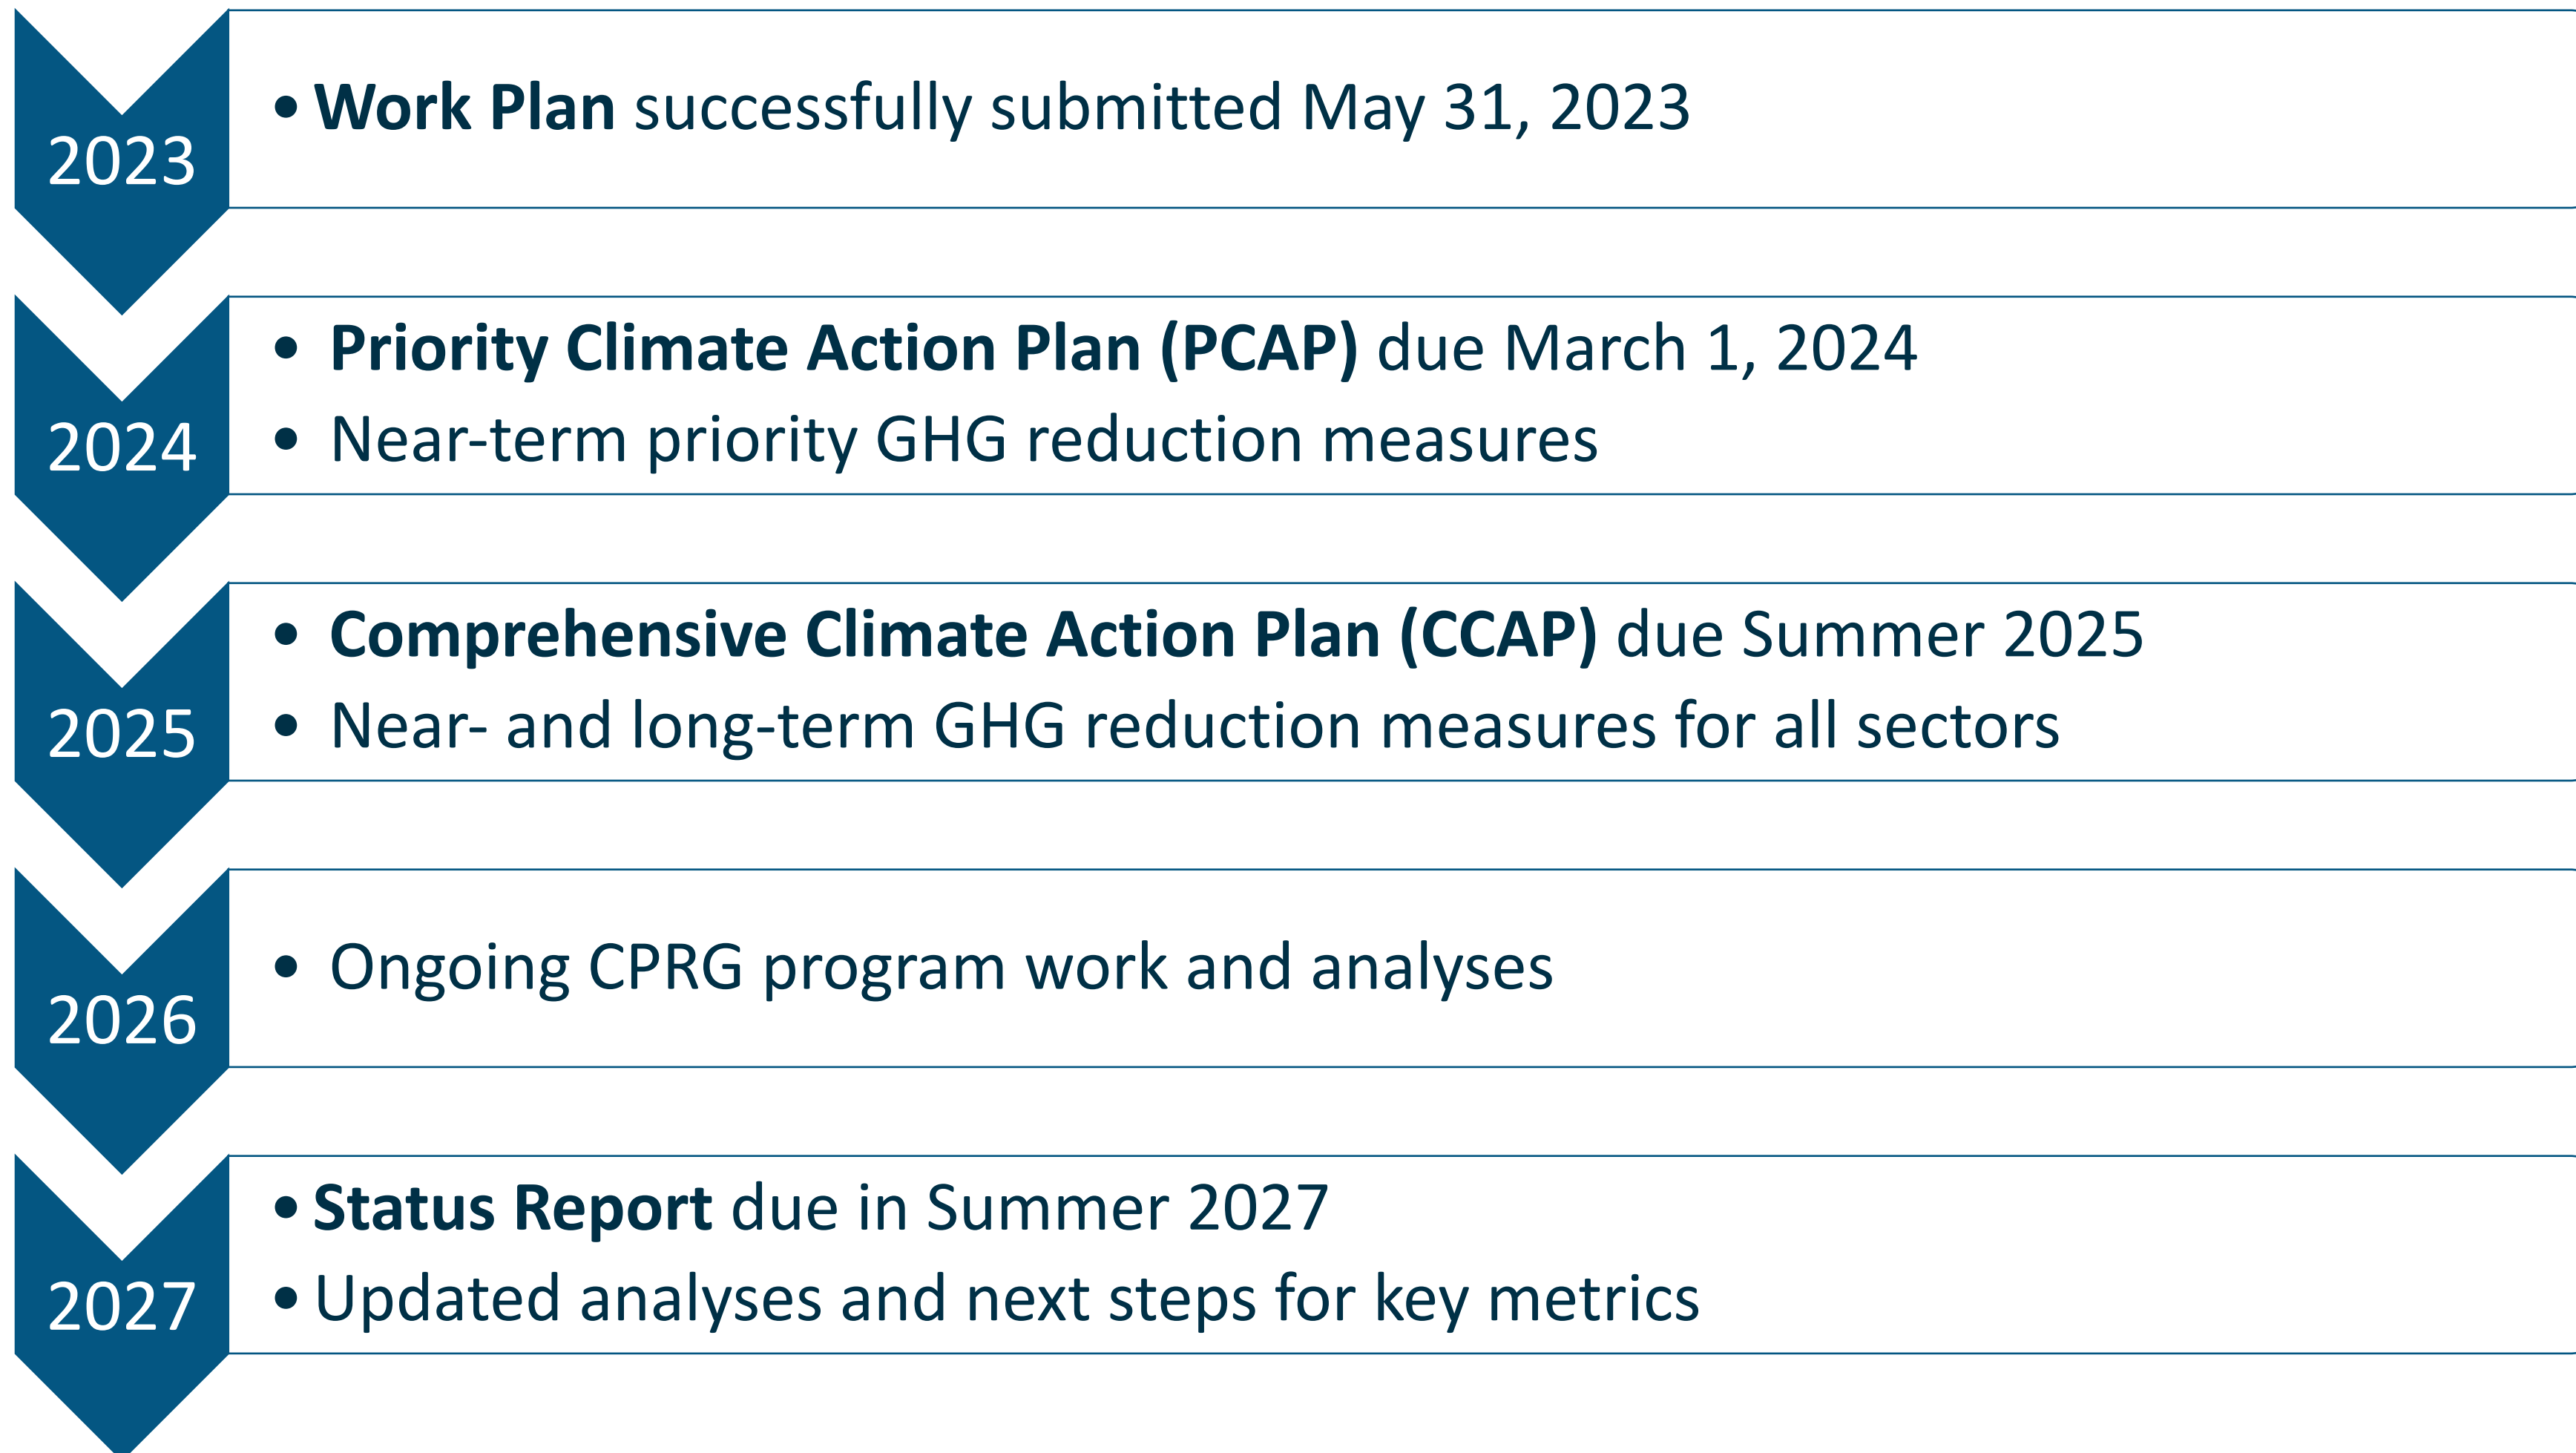 2023
• Work Plan successfully submitted May 31, 2023
2024
• Priority Climate Action Plan (PCAP) due March 1, 2024
• Near-term priority GHG reduction measures
2025
• Comprehensive Climate Action Plan (CCAP) due Summer 2025
• Near- and long-term GHG reduction measures for all sectors
2026
• Ongoing CPRG program work and analyses
2027
• Status Report due in Summer 2027
• Updated analyses and next steps for key metrics